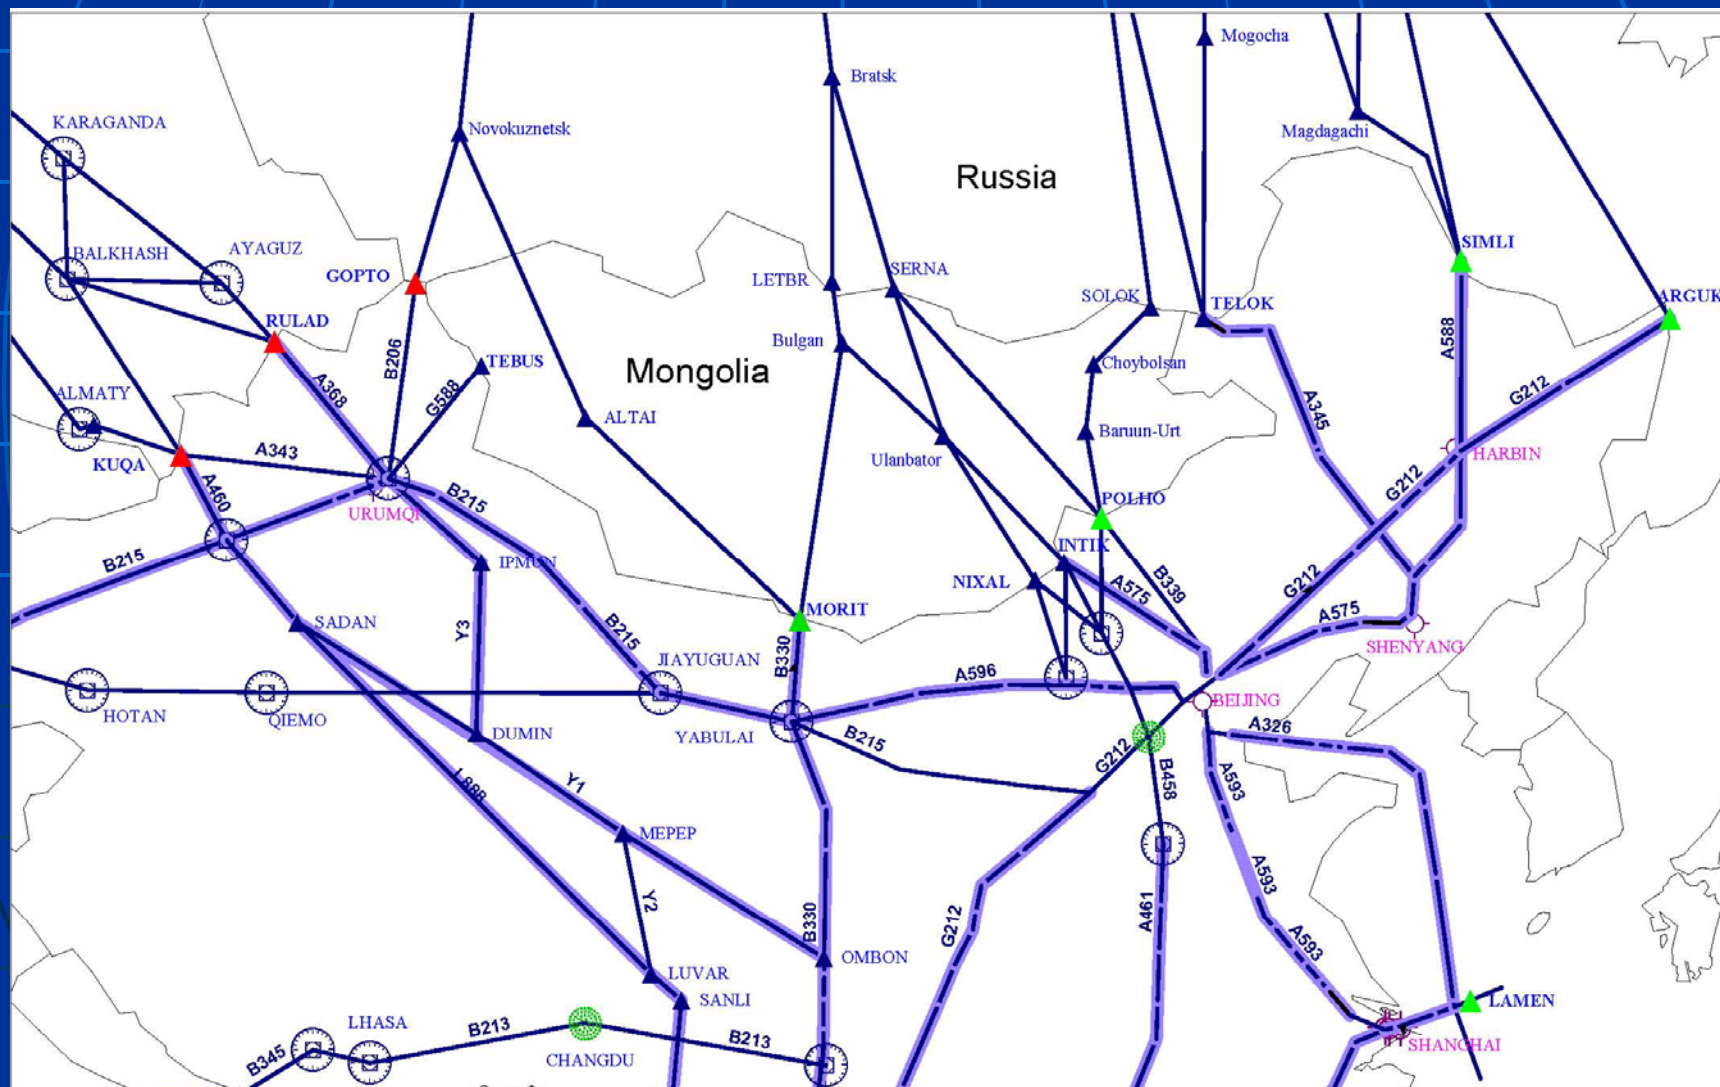 Mogocha
Bratsk
KARAGANDA
Novokuznetsk
Magdagachi
Russia
BALKHASH
AYAGUZ
GOPTO
LETBR
SERNA
SOLOK
TELOK
SIMLI
ARGUK
RULAD
B206
TEBUS
Mongolia
Bulgan
Choybolsan
A588
A368
G588
G212
ALMATY
ALTAI
A345
Baruun-Urt
KUQA
A343
Ulanbator
HARBIN
A460
B215
URUMQI
G212
POLHO
B215
IPMUN
INTIK
NIXAL
A575
B339
G212
SADAN
Y3
B215
MORIT
A575
SHENYANG
JIAYUGUAN
B330
A596
HOTAN
QIEMO
BEIJING
DUMIN
YABULAI
B215
A326
G212
B458
A593
L888
Y1
MEPEP
A593
Y2
B330
G212
A461
A593
OMBON
LUVAR
SANLI
LAMEN
LHASA
B213
B213
SHANGHAI
B345
CHANGDU